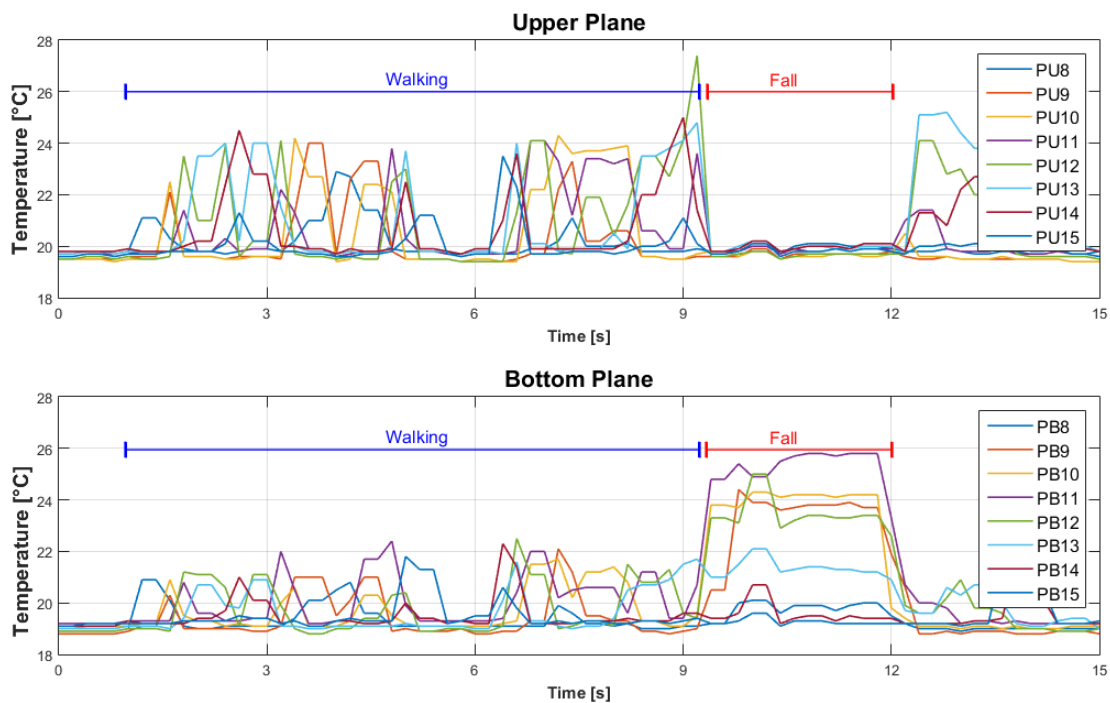 Upper Plane
28
26
24
22
20
18
Temperature [°C]
Walking
Fall
PU8
PU9
PU10
PU11
PU12
PU13
PU14
PU15
0 3 6 9 12 15
Time [s]
Bottom Plane
28
26
24
22
20
18
Temperature [°C]
Walking
Fall
PB8
PB9
PB10
PB11
PB12
PB13
PB14
PB15
0 3 6 9 12 15
Time [s]